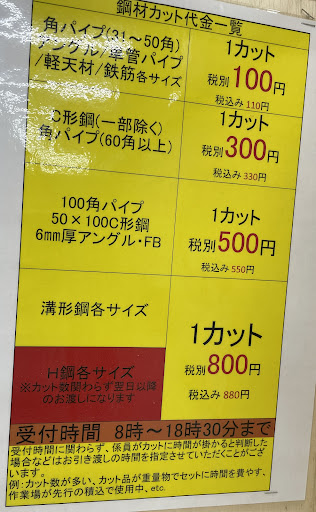 鋼材カット代金一覧
角パイプ(31～50角)
アングル/単管パイプ
/軽天材/鉄筋各サイズ
1カット
税別100円
税込み110円
C形鋼(一部除く)
角パイプ(60角以上)
1カット
税別300円
税込み330円
100角パイプ
50×100C形鋼
6mm厚アングル・FB
1カット
税別500円
税込み550円
溝形鋼各サイズ
H鋼各サイズ
※カット数関わらず翌日以降
のお渡しになります
1カット
税別800円
税込み880円
受付時間 8時～18時30分まで
受付時間に関わらず、係員がカットに時間が掛かると判断した
場合などはお引き渡しの時間を指定させていただくことがござ
います。
例:カット数が多く、カット品が重量物でセットに時間を費やす、
作業場が先行の積込で使用中、etc.